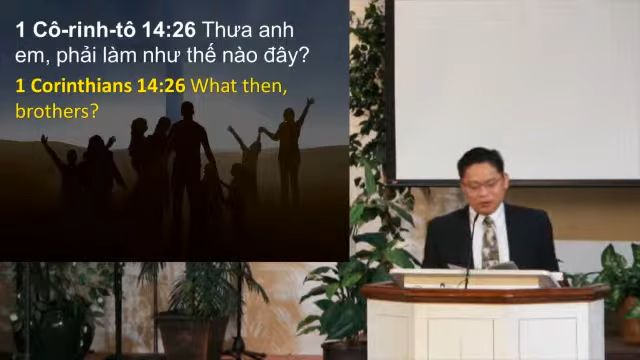 1 Cô-rinh-tô 14:26 Thưa anh
em, phải làm như thế nào đây?
1 Corinthians 14:26 What then,
brothers?